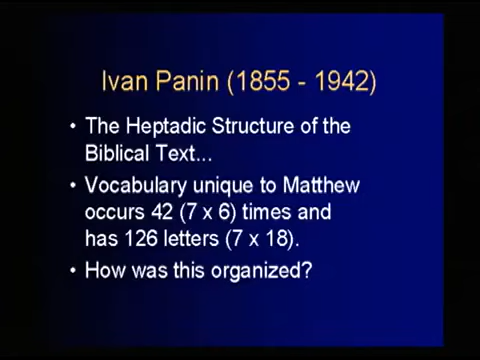 Ivan Panin (1855 - 1942)
• The Heptadic Structure of the
Biblical Text...
• Vocabulary unique to Matthew
occurs 42 (7 x 6) times and
has 126 letters (7 x 18).
• How was this organized?